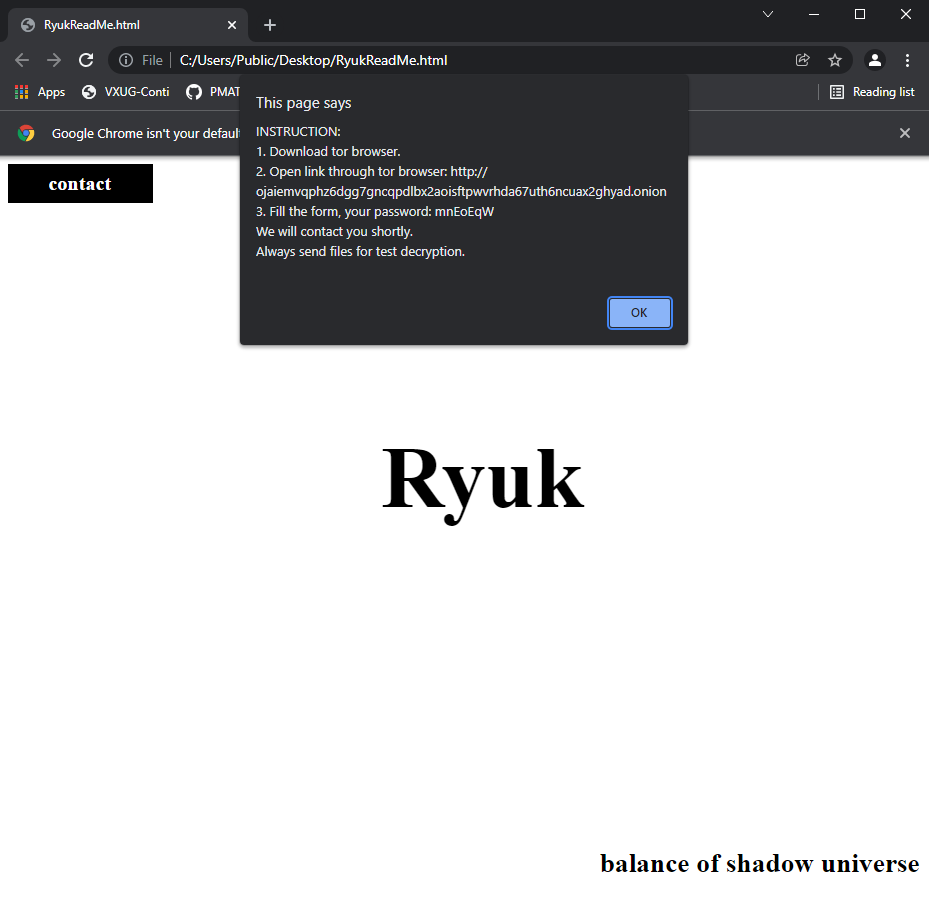 RyukReadMe.html
File
C:/Users/Public/Desktop/RyukReadMe.html
Apps
VXUG-Conti
PMAT
Reading list
Google Chrome isn't your default
This page says
INSTRUCTION:
1. Download tor browser.
2. Open link through tor browser: http://
ojaiemvqphz6dgg7gncqpdlbx2aoisftpwvrhda67uth6ncuax2ghyad.onion
3. Fill the form, your password: mnEoEqW
We will contact you shortly.
Always send files for test decryption.
OK
contact
Ryuk
balance of shadow universe